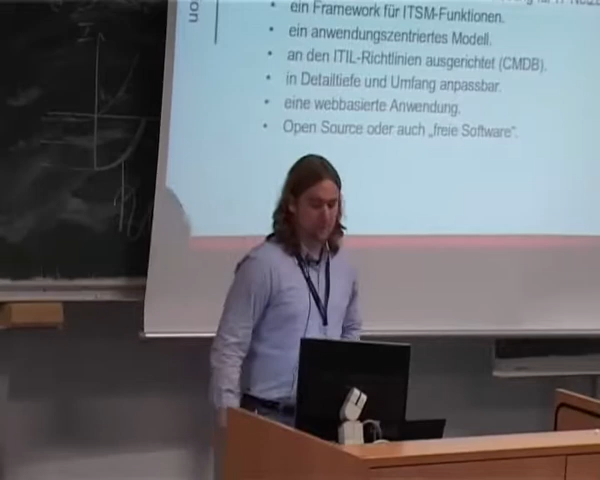 ein Framework für ITSM-Funktionen.
ein anwendungszentriertes Modell.
an den ITIL-Richtlinien ausgerichtet (CMDB).
in Detailtiefe und Umfang anpassbar.
eine webbasierte Anwendung.
Open Source oder auch „freie Software“.